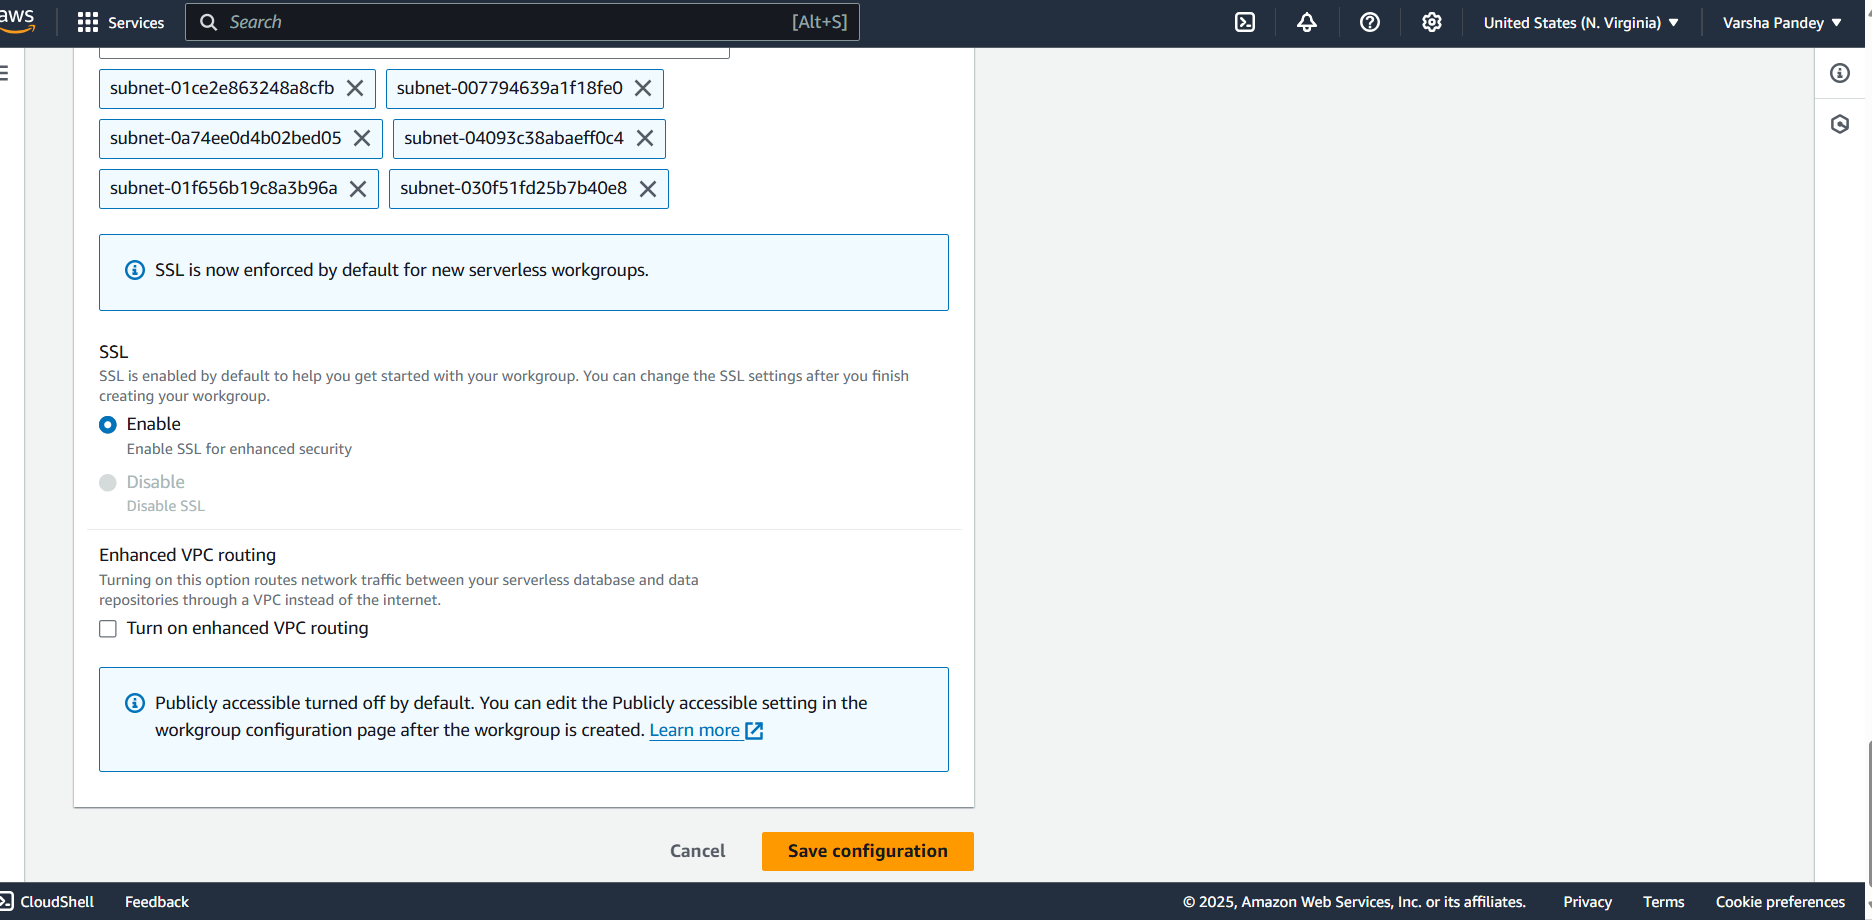 aws
Services
Search
[Alt+S]
United States (N. Virginia)
Varsha Pandey
subnet-01ce2e863248a8cfb
subnet-007794639a1f18fe0
subnet-0a74ee0d4b02bed05
subnet-04093c38abaeff0c4
subnet-01f656b19c8a3b96a
subnet-030f51fd25b7b40e8
SSL is now enforced by default for new serverless workgroups.
SSL
SSL is enabled by default to help you get started with your workgroup. You can change the SSL settings after you finish
creating your workgroup.
Enable
Enable SSL for enhanced security
Disable
Disable SSL
Enhanced VPC routing
Turning on this option routes network traffic between your serverless database and data
repositories through a VPC instead of the internet.
Turn on enhanced VPC routing
Publicly accessible turned off by default. You can edit the Publicly accessible setting in the
workgroup configuration page after the workgroup is created. Learn more
Cancel
Save configuration
CloudShell
Feedback
© 2025, Amazon Web Services, Inc. or its affiliates.
Privacy
Terms
Cookie preferences